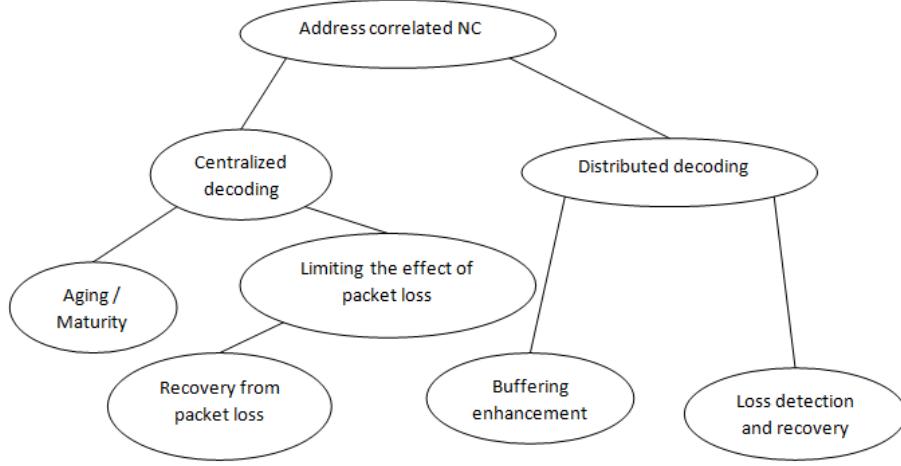 Address correlated NC
Centralized
decoding
Distributed decoding
Aging /
Maturity
Limiting the effect of
packet loss
Recovery from
packet loss
Buffering
enhancement
Loss detection
and recovery